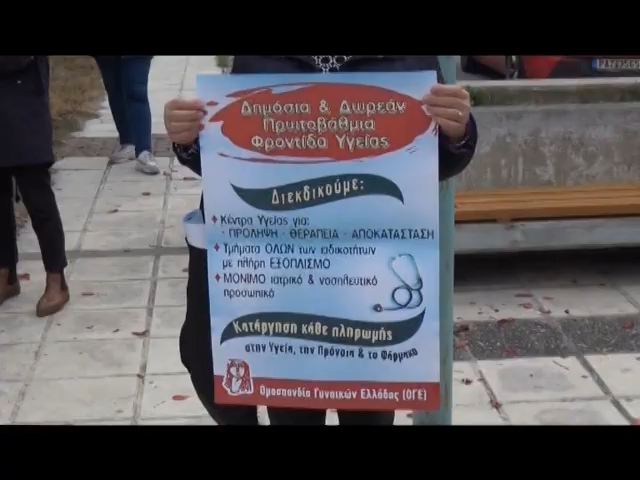 Δημόσια & Δωρεάν
Πρωτοβάθμια
Φροντίδα Υγείας
Διεκδικούμε:
Κέντρα Υγείας για:
- ΠΡΟΛΗΨΗ - ΘΕΡΑΠΕΙΑ - ΑΠΟΚΑΤΑΣΤΑΣΗ
Τμήματα ΟΛΩΝ των ειδικοτήτων
με πλήρη ΕΞΟΠΛΙΣΜΟ
ΜΟΝΙΜΟ ιατρικό & νοσηλευτικό
προσωπικό
Κατάργηση κάθε πληρωμής
στην Υγεία, την Πρόνοια & το Φάρμακο
Ομοσπονδία Γυναικών Ελλάδας (ΟΓΕ)